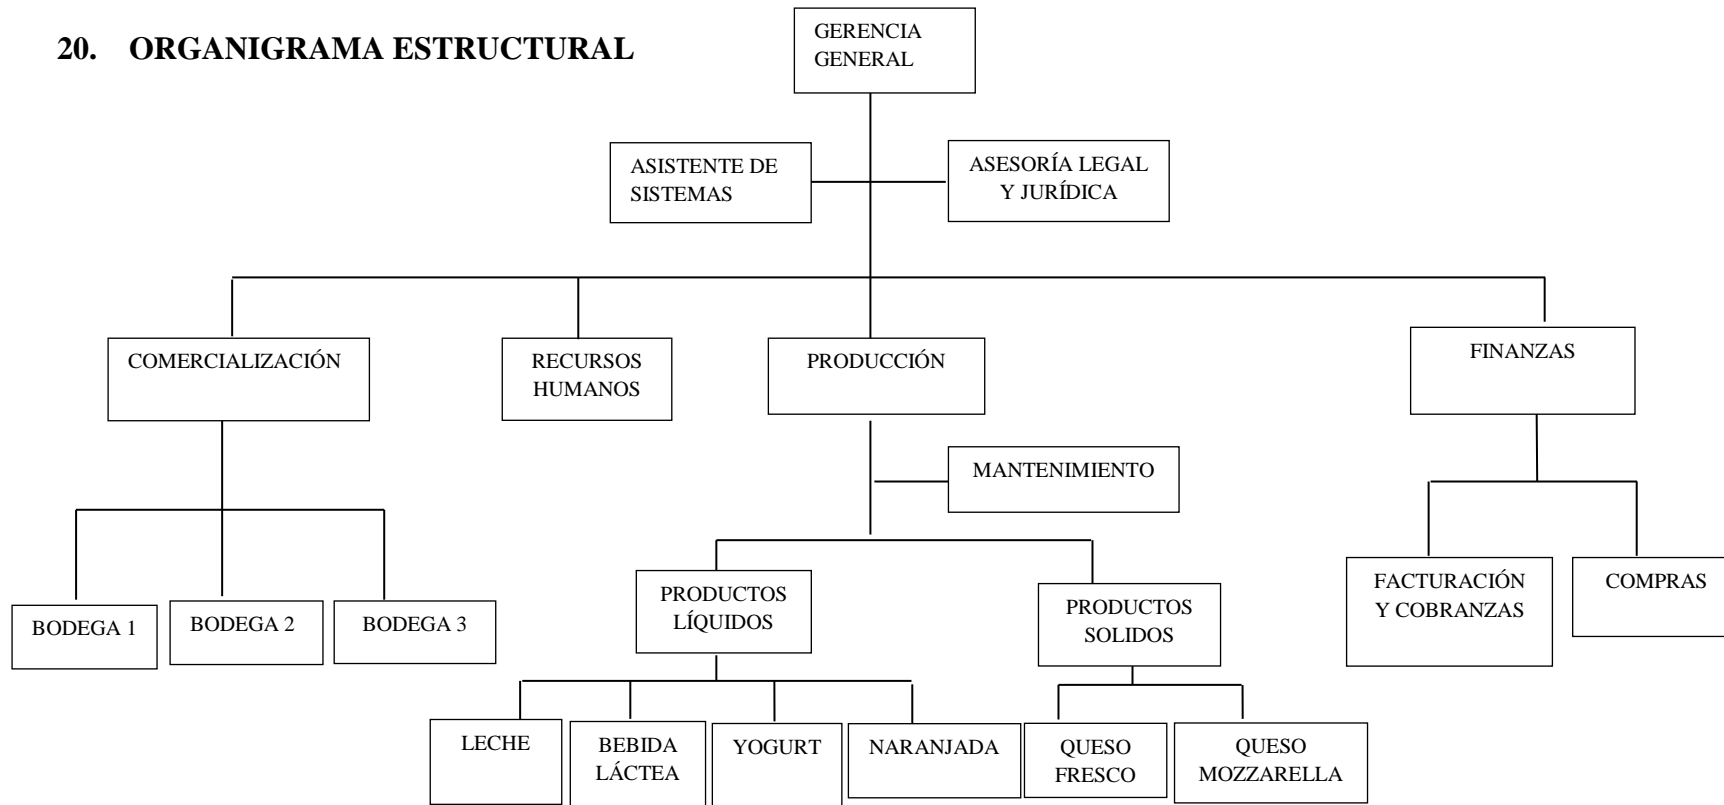 20. ORGANIGRAMA ESTRUCTURAL
GERENCIA
GENERAL
ASISTENTE DE
SISTEMAS
ASESORÍA LEGAL
Y JURÍDICA
COMERCIALIZACIÓN
RECURSOS
HUMANOS
PRODUCCIÓN
FINANZAS
MANTENIMIENTO
BODEGA 1
BODEGA 2
BODEGA 3
PRODUCTOS
LÍQUIDOS
PRODUCTOS
SOLIDOS
FACTURACIÓN
Y COBRANZAS
COMPRAS
LECHE
BEBIDA
LÁCTEA
YOGURT
NARANJADA
QUESO
FRESCO
QUESO
MOZZARELLA